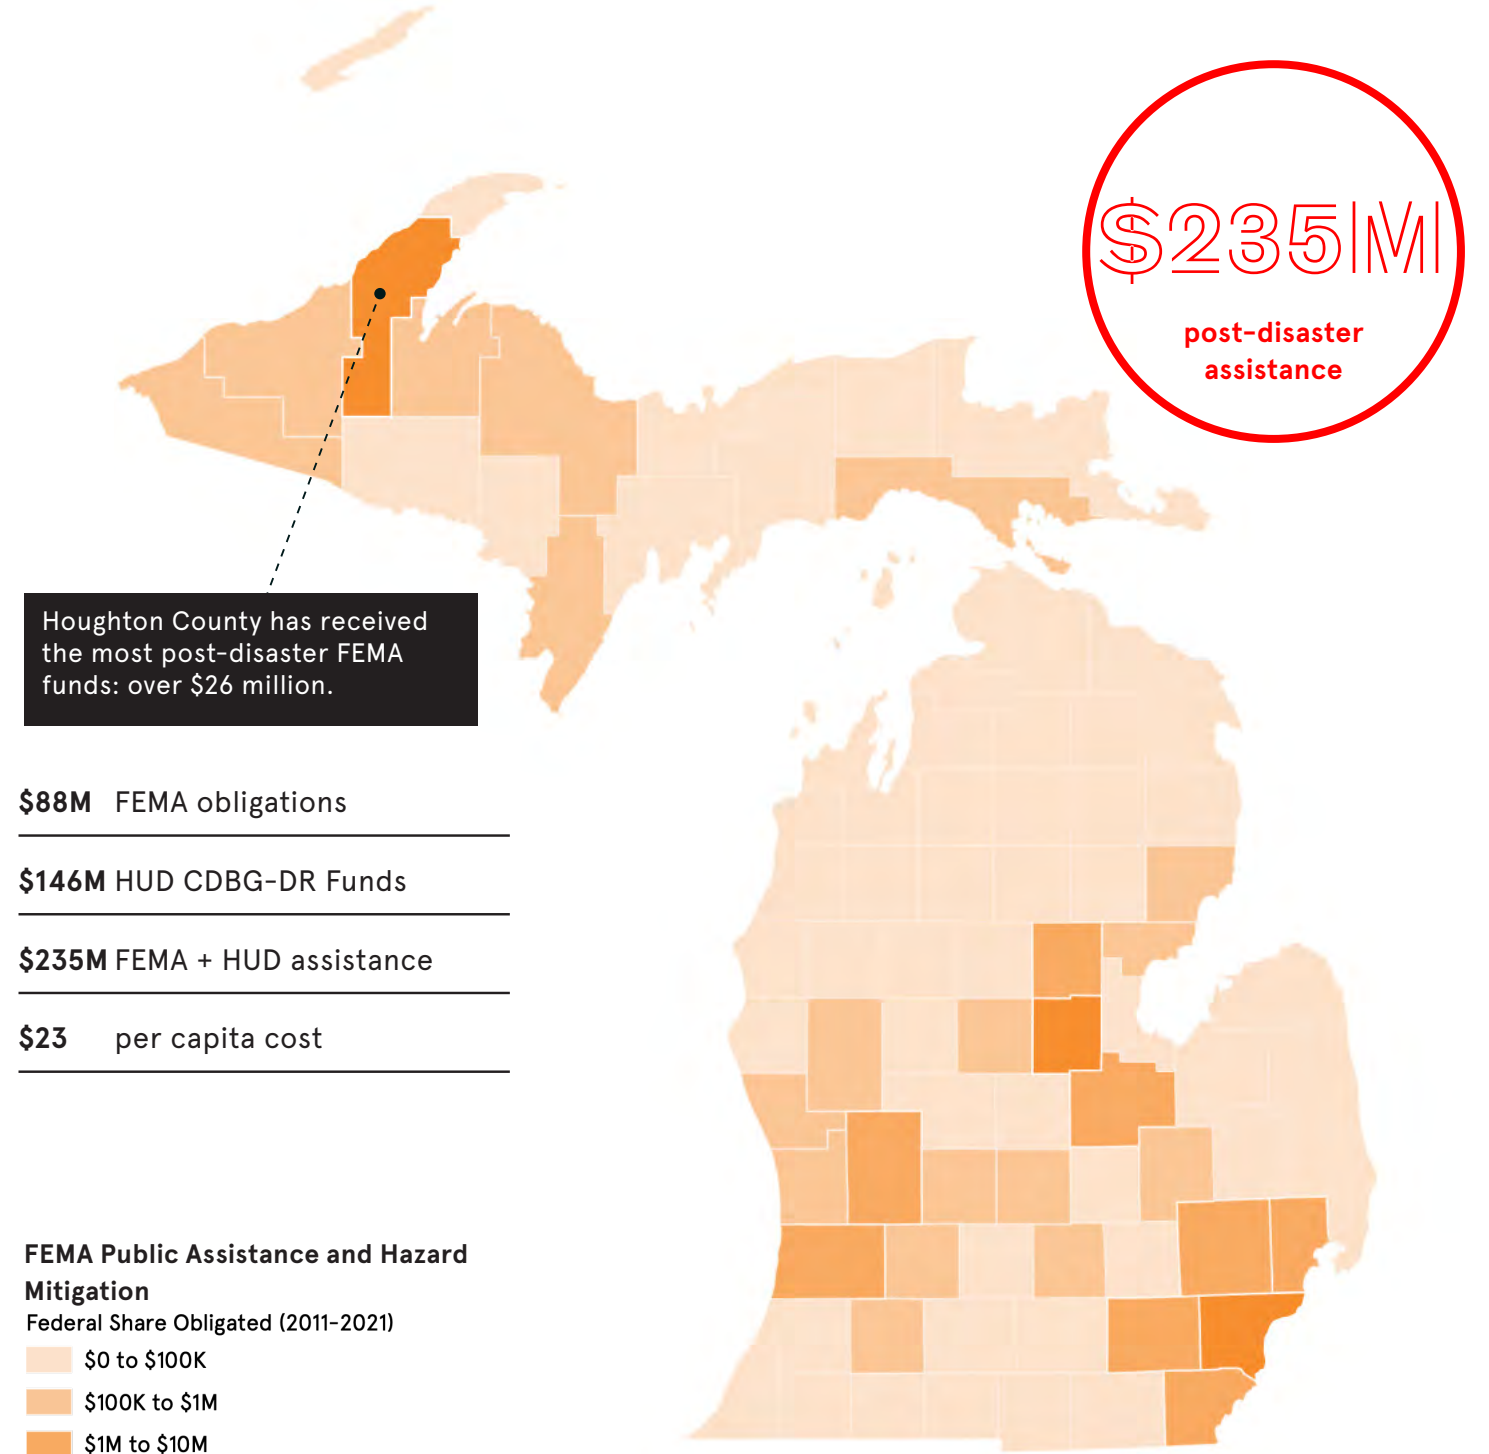 $235M
post-disaster
assistance
Houghton County has received
the most post-disaster FEMA
funds: over $26 million.
$88M FEMA obligations
$146M HUD CDBG-DR Funds
$235M FEMA + HUD assistance
$23 per capita cost
FEMA Public Assistance and Hazard
Mitigation
Federal Share Obligated (2011-2021)
$0 to $100K
$100K to $1M
$1M to $10M